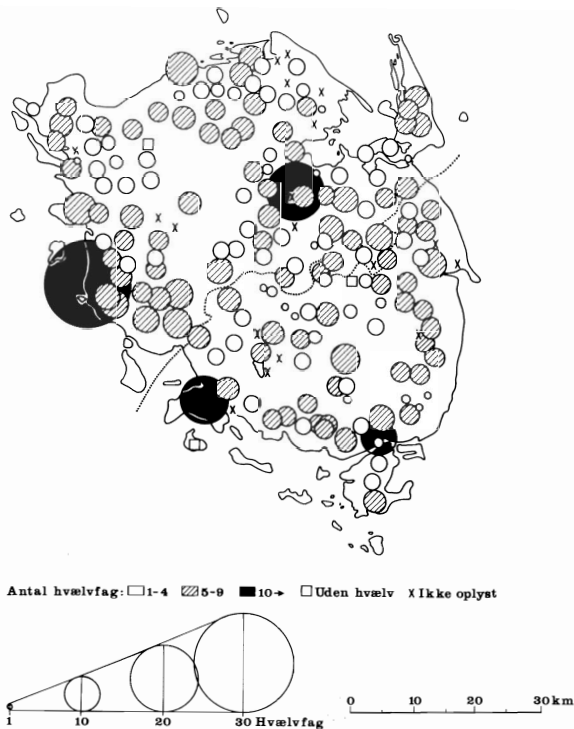 Antal hvælvfag: 1-4 5-9 10→ Uden hvælv x Ikke oplyst
1 10 20 30 Hvælvfag
0 10 20 30 km